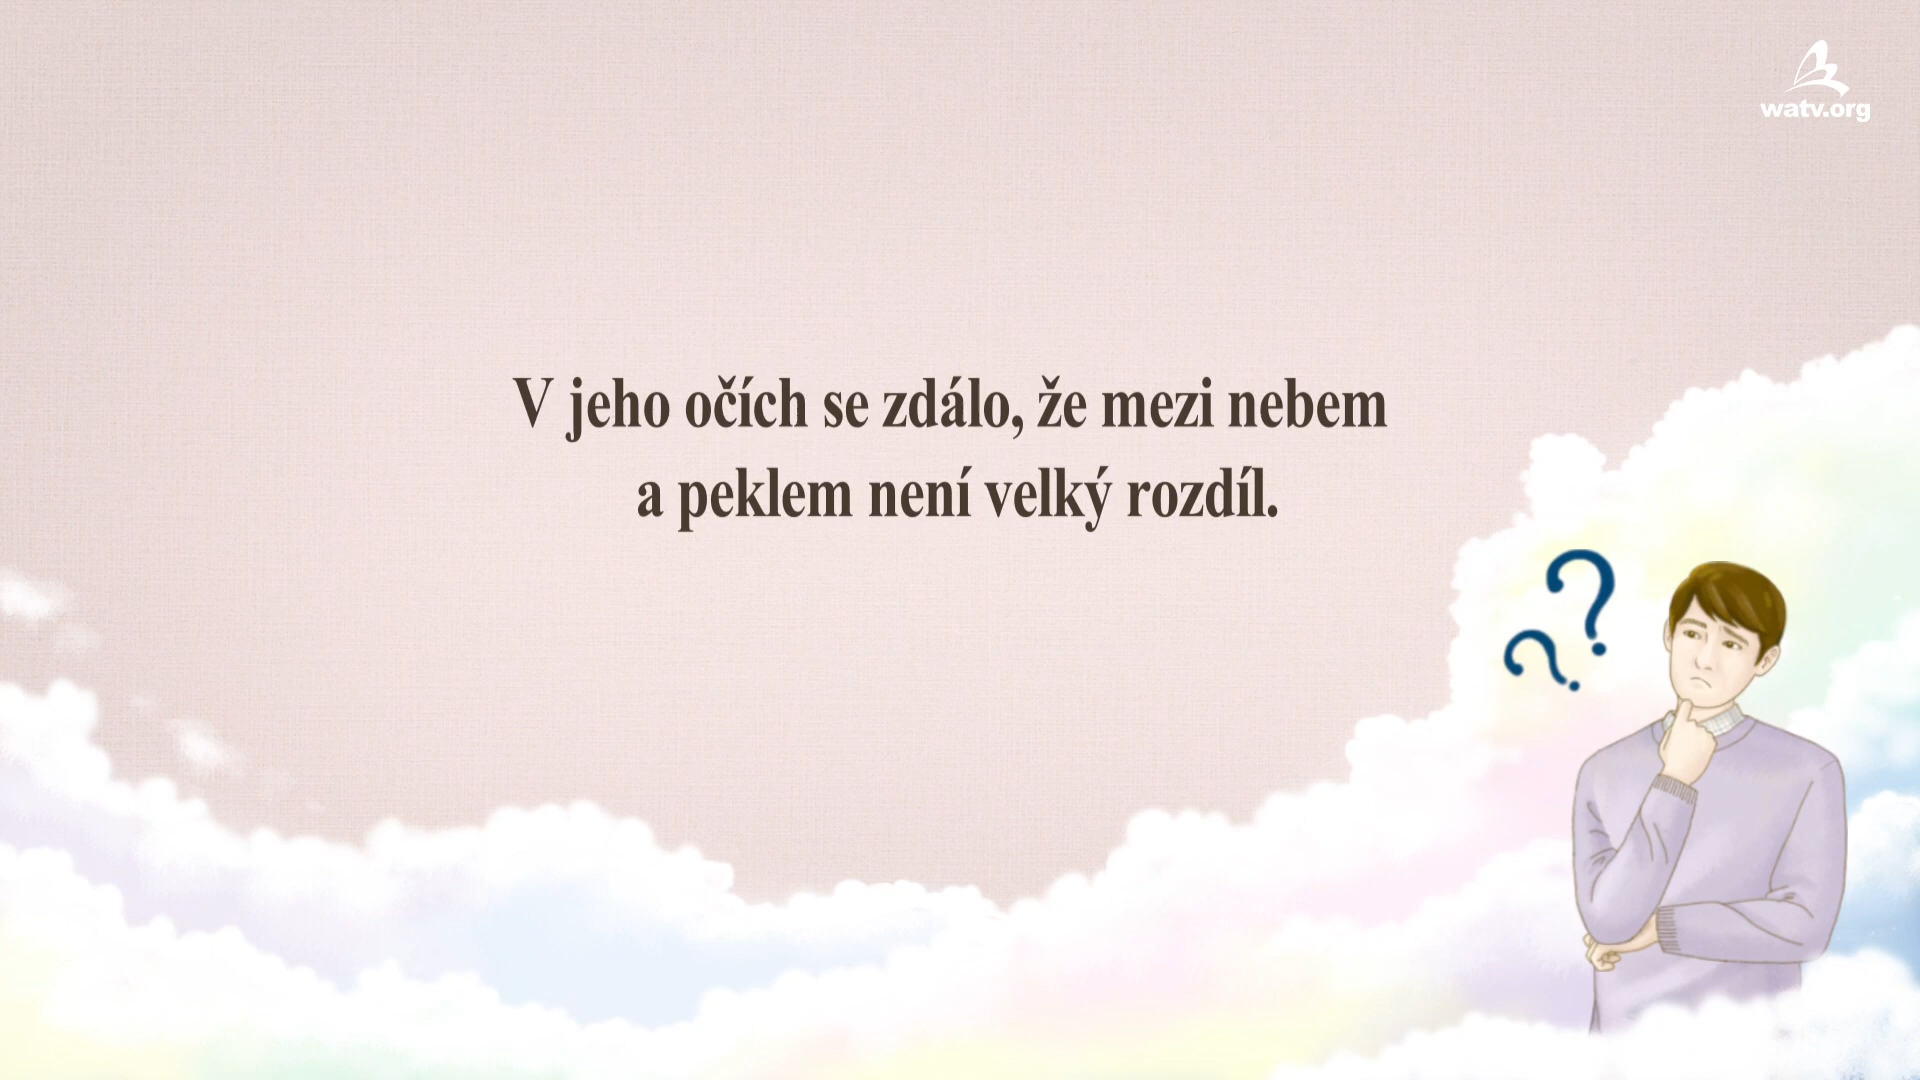 watv.org
V jeho očích se zdálo, že mezi nebem
a peklem není velký rozdíl.
??